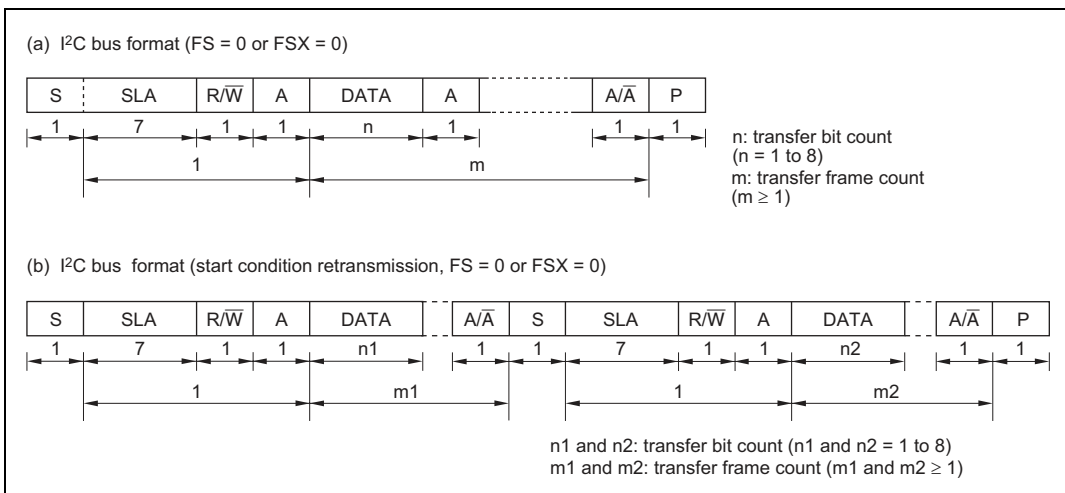 (a) I²C bus format (FS = 0 or FSX = 0)
S SLA R/W̅ A DATA A A/A̅ P
1 7 1 1 n 1 1 1
1 m
n: transfer bit count
(n = 1 to 8)
m: transfer frame count
(m ≥ 1)
(b) I²C bus format (start condition retransmission, FS = 0 or FSX = 0)
S SLA R/W̅ A DATA A/A̅ S SLA R/W̅ A DATA A/A̅ P
1 7 1 1 n1 1 1 7 1 1 n2 1 1
1 m1 1 m2
n1 and n2: transfer bit count (n1 and n2 = 1 to 8)
m1 and m2: transfer frame count (m1 and m2 ≥ 1)